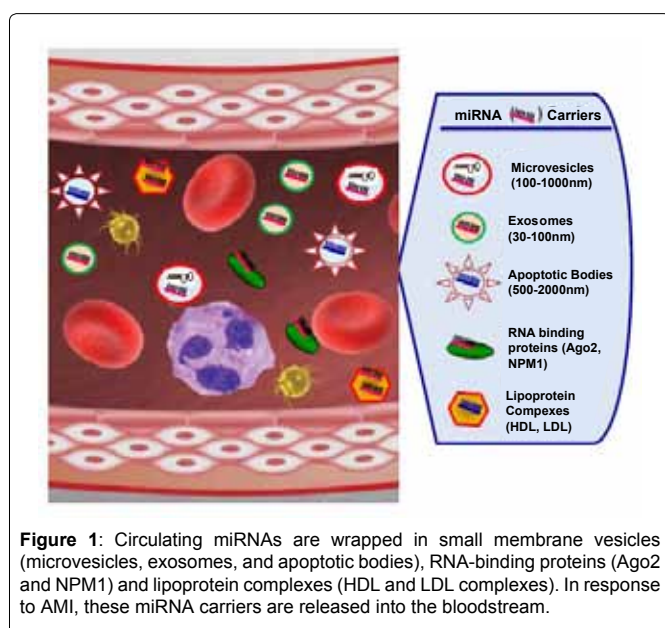 miRNA Carriers
Microvesicles
(100-1000nm)
Exosomes
(30-100nm)
Apoptotic Bodies
(500-2000nm)
RNA binding
proteins (Ago2,
NPM1)
Lipoprotein
Compexes
(HDL, LDL)
Figure 1: Circulating miRNAs are wrapped in small membrane vesicles
(microvesicles, exosomes, and apoptotic bodies), RNA-binding proteins (Ago2
and NPM1) and lipoprotein complexes (HDL and LDL complexes). In response
to AMI, these miRNA carriers are released into the bloodstream.